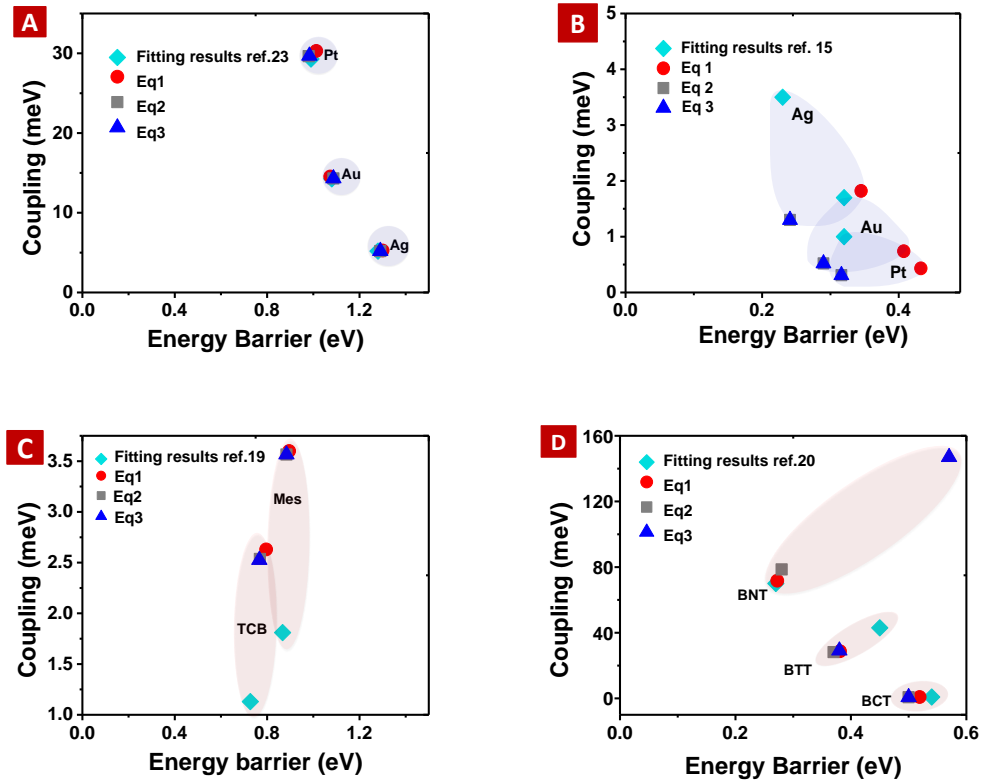 A
Coupling (meV)
30
20
10
0
Fitting results ref.23
Eq1
Eq2
Eq3
Pt
Au
Ag
0.0
0.4
0.8
1.2
Energy Barrier (eV)
B
Coupling (meV)
5
4
3
2
1
0
Fitting results ref. 15
Eq 1
Eq 2
Eq 3
Ag
Au
Pt
0.0
0.2
0.4
Energy Barrier (eV)
C
Coupling (meV)
3.5
3.0
2.5
2.0
1.5
1.0
Fitting results ref.19
Eq1
Eq2
Eq3
Mes
TCB
0.0
0.4
0.8
1.2
Energy barrier (eV)
D
Coupling (meV)
160
120
80
40
0
Fitting results ref.20
Eq1
Eq2
Eq3
BNT
BTT
BCT
0.0
0.2
0.4
0.6
Energy Barrier (eV)